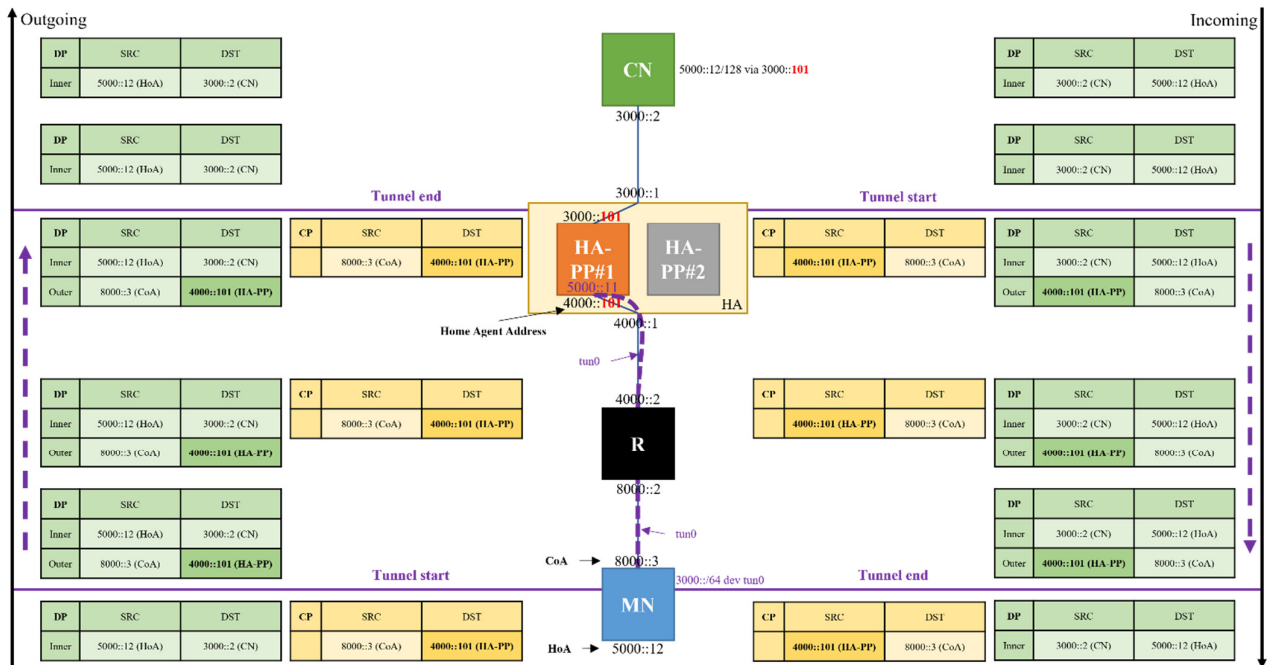 Outgoing
Incoming
DP SRC DST
Inner 5000::12 (HoA) 3000::2 (CN)
CN
5000::12/128 via 3000::101
DP SRC DST
Inner 3000::2 (CN) 5000::12 (HoA)
3000::2
DP SRC DST
Inner 5000::12 (HoA) 3000::2 (CN)
DP SRC DST
Inner 3000::2 (CN) 5000::12 (HoA)
Tunnel end
3000::1
Tunnel start
DP SRC DST
Inner 5000::12 (HoA) 3000::2 (CN)
Outer 8000::3 (CoA) 4000::101 (HA-PP)
CP SRC DST
8000::3 (CoA) 4000::101 (HA-PP)
3000::101
HA-
PP#1
5000::11
4000::101
HA-
PP#2
HA
CP SRC DST
4000::101 (HA-PP) 8000::3 (CoA)
DP SRC DST
Inner 3000::2 (CN) 5000::12 (HoA)
Outer 4000::101 (HA-PP) 8000::3 (CoA)
Home Agent Address
4000::1
tun0
DP SRC DST
Inner 5000::12 (HoA) 3000::2 (CN)
Outer 8000::3 (CoA) 4000::101 (HA-PP)
CP SRC DST
8000::3 (CoA) 4000::101 (HA-PP)
4000::2
R
8000::2
CP SRC DST
4000::101 (HA-PP) 8000::3 (CoA)
DP SRC DST
Inner 3000::2 (CN) 5000::12 (HoA)
Outer 4000::101 (HA-PP) 8000::3 (CoA)
DP SRC DST
Inner 5000::12 (HoA) 3000::2 (CN)
Outer 8000::3 (CoA) 4000::101 (HA-PP)
tun0
DP SRC DST
Inner 3000::2 (CN) 5000::12 (HoA)
Outer 4000::101 (HA-PP) 8000::3 (CoA)
CoA
8000::3
Tunnel start
3000::/64 dev tun0
Tunnel end
MN
DP SRC DST
Inner 5000::12 (HoA) 3000::2 (CN)
CP SRC DST
8000::3 (CoA) 4000::101 (HA-PP)
HoA
5000::12
CP SRC DST
4000::101 (HA-PP) 8000::3 (CoA)
DP SRC DST
Inner 3000::2 (CN) 5000::12 (HoA)